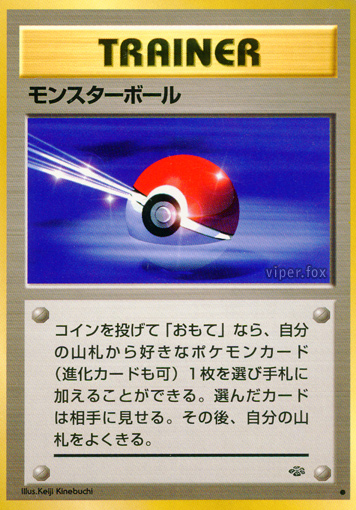 TRAINER
モンスターボール
viper.fox
コインを投げて「おもて」なら、自分
の山札から好きなポケモンカード
（進化カードも可）1枚を選び手札に
加えることができる。選んだカード
は相手に見せる。その後、自分の山
札をよくきる。
Illus.Keiji Kinebuchi